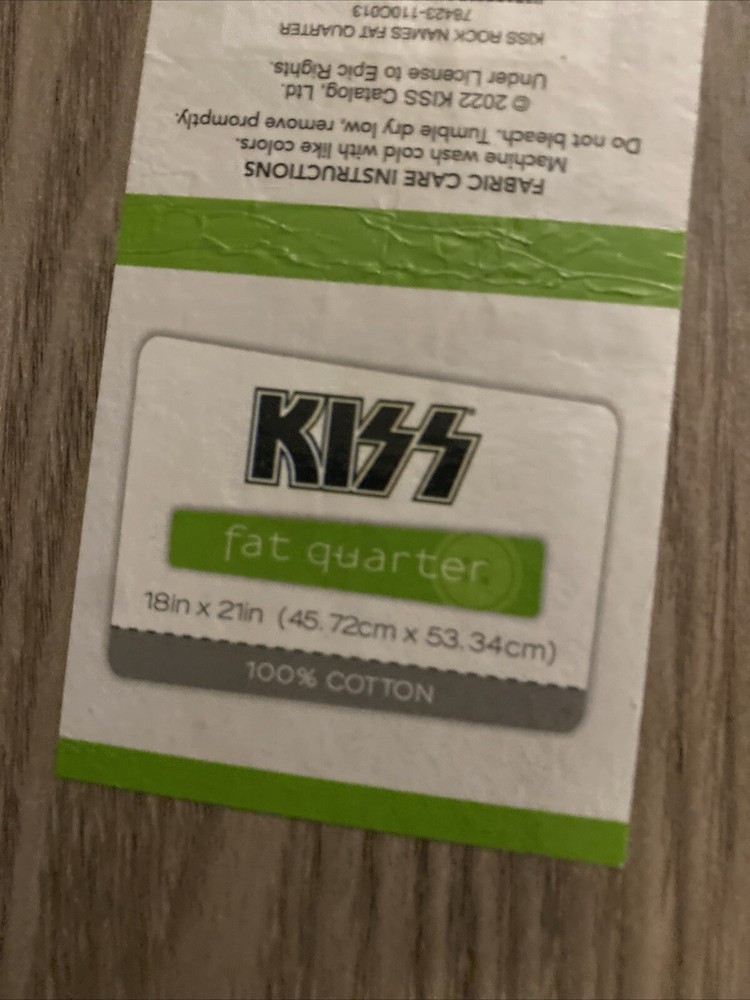 KISS
fat quarter
18in x 21in (45.72cm x 53.34cm)
100% COTTON
FABRIC CARE INSTRUCTIONS
Machine wash cold with like colors.
Do not bleach. Tumble dry low, remove promptly.
© 2022 KISS Catalog, Ltd.
Under License to Epic Rights.
KISS ROCK NAMES FAT QUARTER
78423-110C013